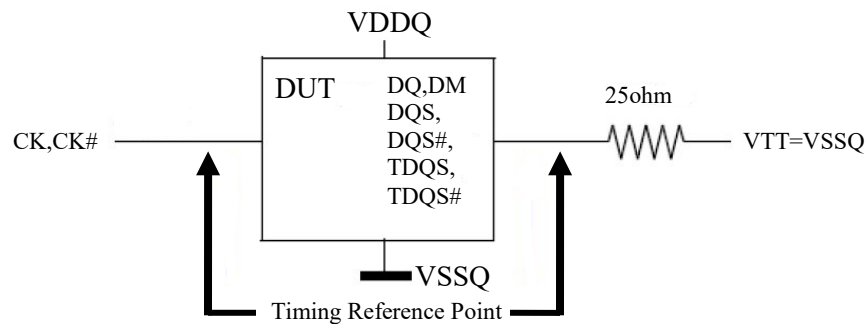 VDDQ
DUT
DQ,DM
DQS,
DQS#,
TDQS,
TDQS#
25ohm
CK,CK#
VTT=VSSQ
VSSQ
Timing Reference Point